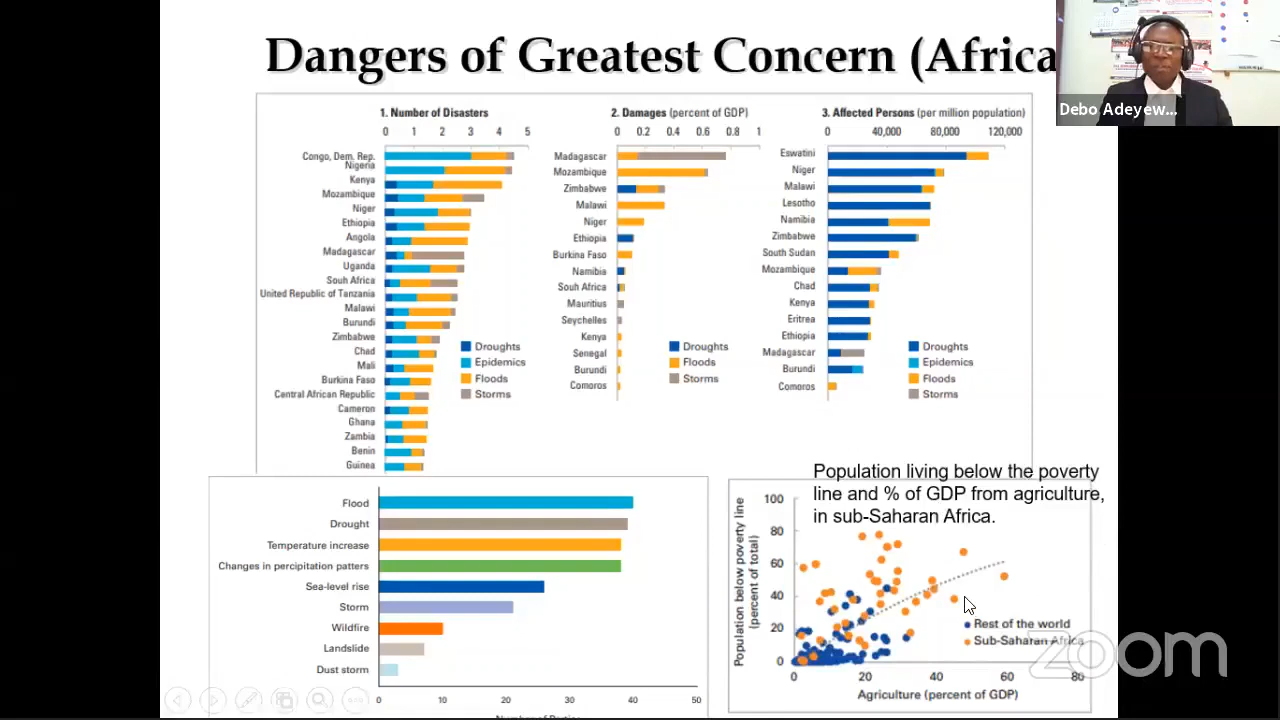 Dangers of Greatest Concern (Africa
Debo Adeyew...
1. Number of Disasters
0 1 2 3 4 5
Congo, Dem. Rep.
Nigeria
Kenya
Mozambique
Niger
Ethiopia
Angola
Madagascar
Uganda
Souh Africa
United Republic of Tanzania
Malawi
Burundi
Zimbabwe
Chad
Mali
Burkina Faso
Central African Republic
Cameron
Ghana
Zambia
Benin
Guinea
Droughts
Epidemics
Floods
Storms
2. Damages (percent of GDP)
0 0.2 0.4 0.6 0.8 1
Madagascar
Mozambique
Zimbabwe
Malawi
Niger
Ethiopia
Burkina Faso
Namibia
Souh Africa
Mauritius
Seychelles
Kenya
Senegal
Burundi
Comoros
Droughts
Floods
Storms
3. Affected Persons (per million population)
0 40,000 80,000 120,000
Eswatini
Niger
Malawi
Lesotho
Namibia
Zimbabwe
South Sudan
Mozambique
Chad
Kenya
Eritrea
Ethiopia
Madagascar
Burundi
Comoros
Droughts
Epidemics
Floods
Storms
Flood
Drought
Temperature increase
Changes in percipitation patters
Sea-level rise
Storm
Wildfire
Landslide
Dust storm
0 10 20 30 40 50
Population living below the poverty
line and % of GDP from agriculture,
in sub-Saharan Africa.
Population below poverty line
(percent of total)
100
80
60
40
20
0
Rest of the world
Sub-Saharan Africa
0 20 40 60 80
Agriculture (percent of GDP)
zoom